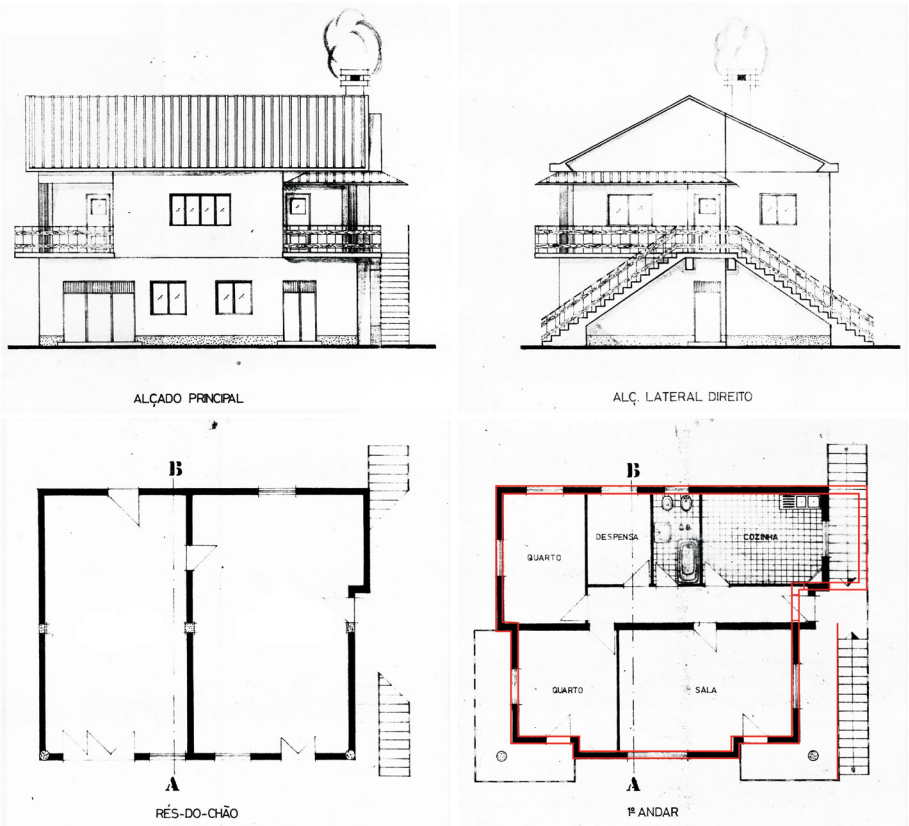 ALÇADO PRINCIPAL
ALÇ. LATERAL DIREITO
B
A
RÉS-DO-CHÃO
B
DESPENSA
COZINHA
QUARTO
QUARTO
SALA
A
1º ANDAR